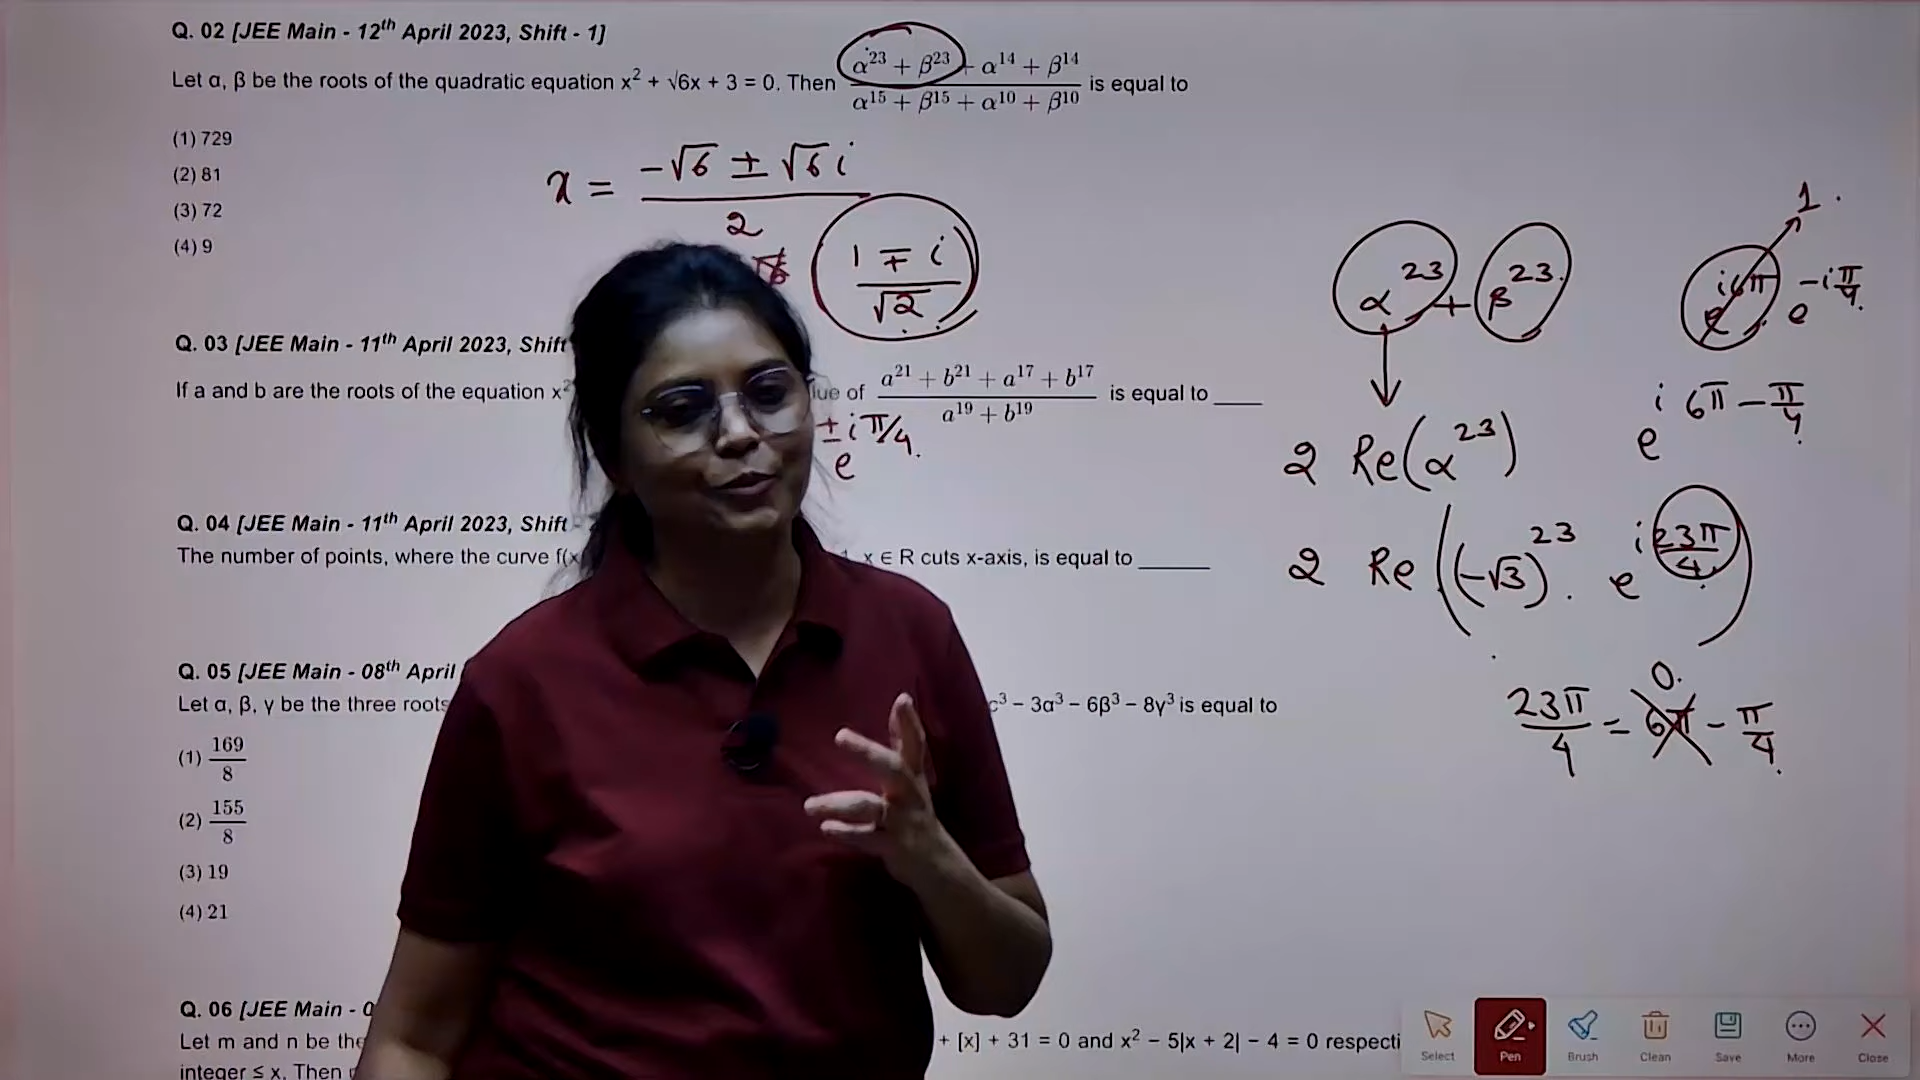 Q. 02 [JEE Main - 12th April 2023, Shift - 1]
Let α, β be the roots of the quadratic equation x² + √6x + 3 = 0. Then (α²³ + β²³ + α¹⁴ + β¹⁴)/(α¹⁵ + β¹⁵ + α¹⁰ + β¹⁰) is equal to
(1) 729
(2) 81
(3) 72
(4) 9
x = (-√6 ± √6 i)/2
(1 ∓ i)/√2
e^(± iπ/4)
α²³ + β²³
2 Re(α²³)
2 Re((-√3)²³ . e^(i 23π/4))
e^(i6π) . e^(-iπ/4)
1
e^(i 6π - π/4)
0
23π/4 = 6π - π/4
Q. 03 [JEE Main - 11th April 2023, Shift
If a and b are the roots of the equation x² lue of (a²¹ + b²¹ + a¹⁷ + b¹⁷)/(a¹⁹ + b¹⁹) is equal to ____
Q. 04 [JEE Main - 11th April 2023, Shift -
The number of points, where the curve f(x x ∈ R cuts x-axis, is equal to ______
Q. 05 [JEE Main - 08th April
Let α, β, γ be the three roots c³ – 3α³ – 6β³ – 8γ³ is equal to
(1) 169/8
(2) 155/8
(3) 19
(4) 21
Q. 06 [JEE Main - 0
Let m and n be the + [x] + 31 = 0 and x² – 5|x + 2| – 4 = 0 respecti
integer ≤ x. Then
Select Pen Brush Clean Save More Close